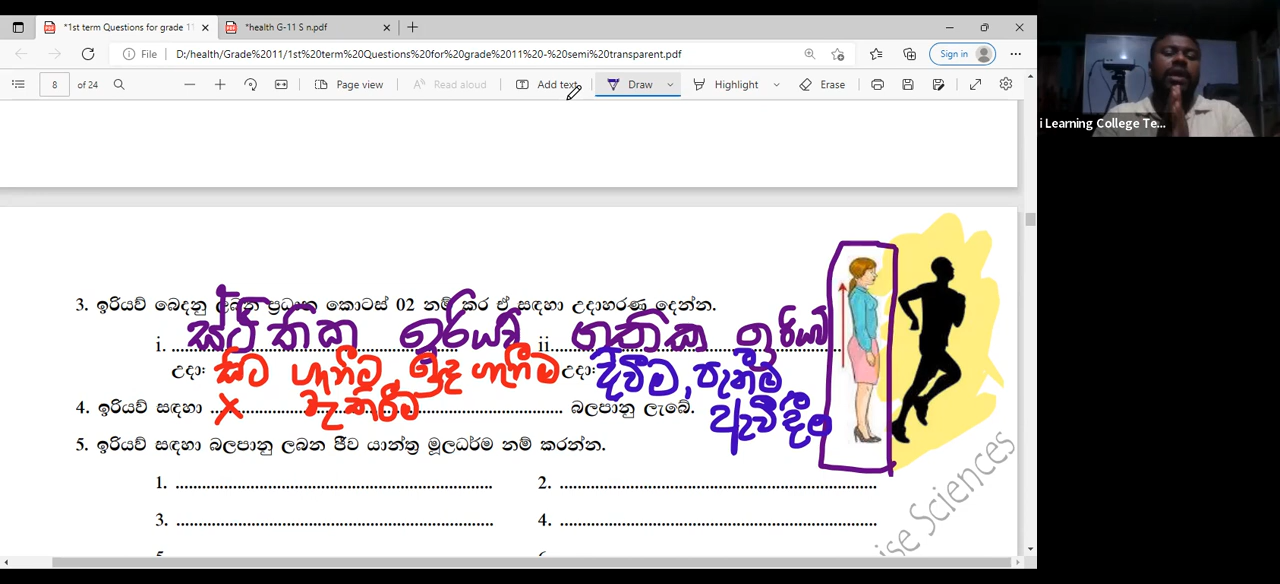 *1st term Questions for grade 11
*health G-11 S n.pdf
File D:/health/Grade%2011/1st%20term%20Questions%20for%20grade%2011%20-%20semi%20transparent.pdf Sign in
8 of 24 Page view Read aloud Add text Draw Highlight Erase
i Learning College Te...
3. ඉරියව් බෙදනු ලබන ප්‍රධාන කොටස් 02 නම් කර ඒ සඳහා උදාහරණ දෙන්න.
i. ස්ථිතික ඉරියව් ii. ගතික ඉරියව්
උදා: සිට ගැනීම, ඉඳ ගැනීම උදා: දිවීම, පැනීම
x දැතිරීම ඇවිදීම
4. ඉරියව් සඳහා .......... බලපානු ලැබේ.
5. ඉරියව් සඳහා බලපානු ලබන ජීව යාන්ත්‍ර මූලධර්ම නම් කරන්න.
1. .......... 2. ..........
3. .......... 4. ..........
ise Sciences